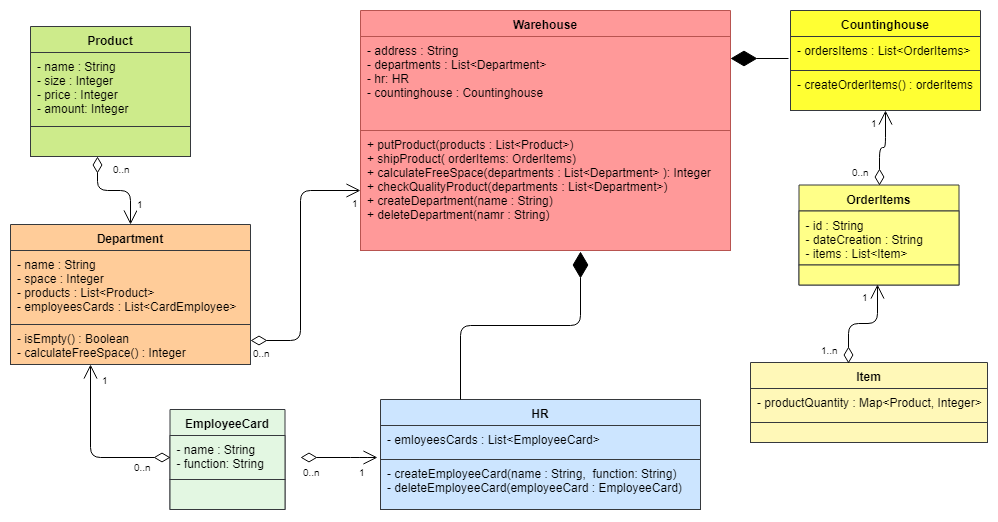 Product
- name : String
- size : Integer
- price : Integer
- amount: Integer
0..n
1
Department
- name : String
- space : Integer
- products : List<Product>
- employeesCards : List<CardEmployee>
- isEmpty() : Boolean
- calculateFreeSpace() : Integer
0..n
1
1
0..n
EmployeeCard
- name : String
- function: String
0..n
1
Warehouse
- address : String
- departments : List<Department>
- hr: HR
- countinghouse : Countinghouse
+ putProduct(products : List<Product>)
+ shipProduct( orderItems: OrderItems)
+ calculateFreeSpace(departments : List<Department> ): Integer
+ checkQualityProduct(departments : List<Department>)
+ createDepartment(name : String)
+ deleteDepartment(namr : String)
HR
- emloyeesCards : List<EmployeeCard>
- createEmployeeCard(name : String,  function: String)
- deleteEmployeeCard(employeeCard : EmployeeCard)
Countinghouse
- ordersItems : List<OrderItems>
- createOrderItems() : orderItems
1
0..n
OrderItems
- id : String
- dateCreation : String
- items : List<Item>
1
1..n
Item
- productQuantity : Map<Product, Integer>